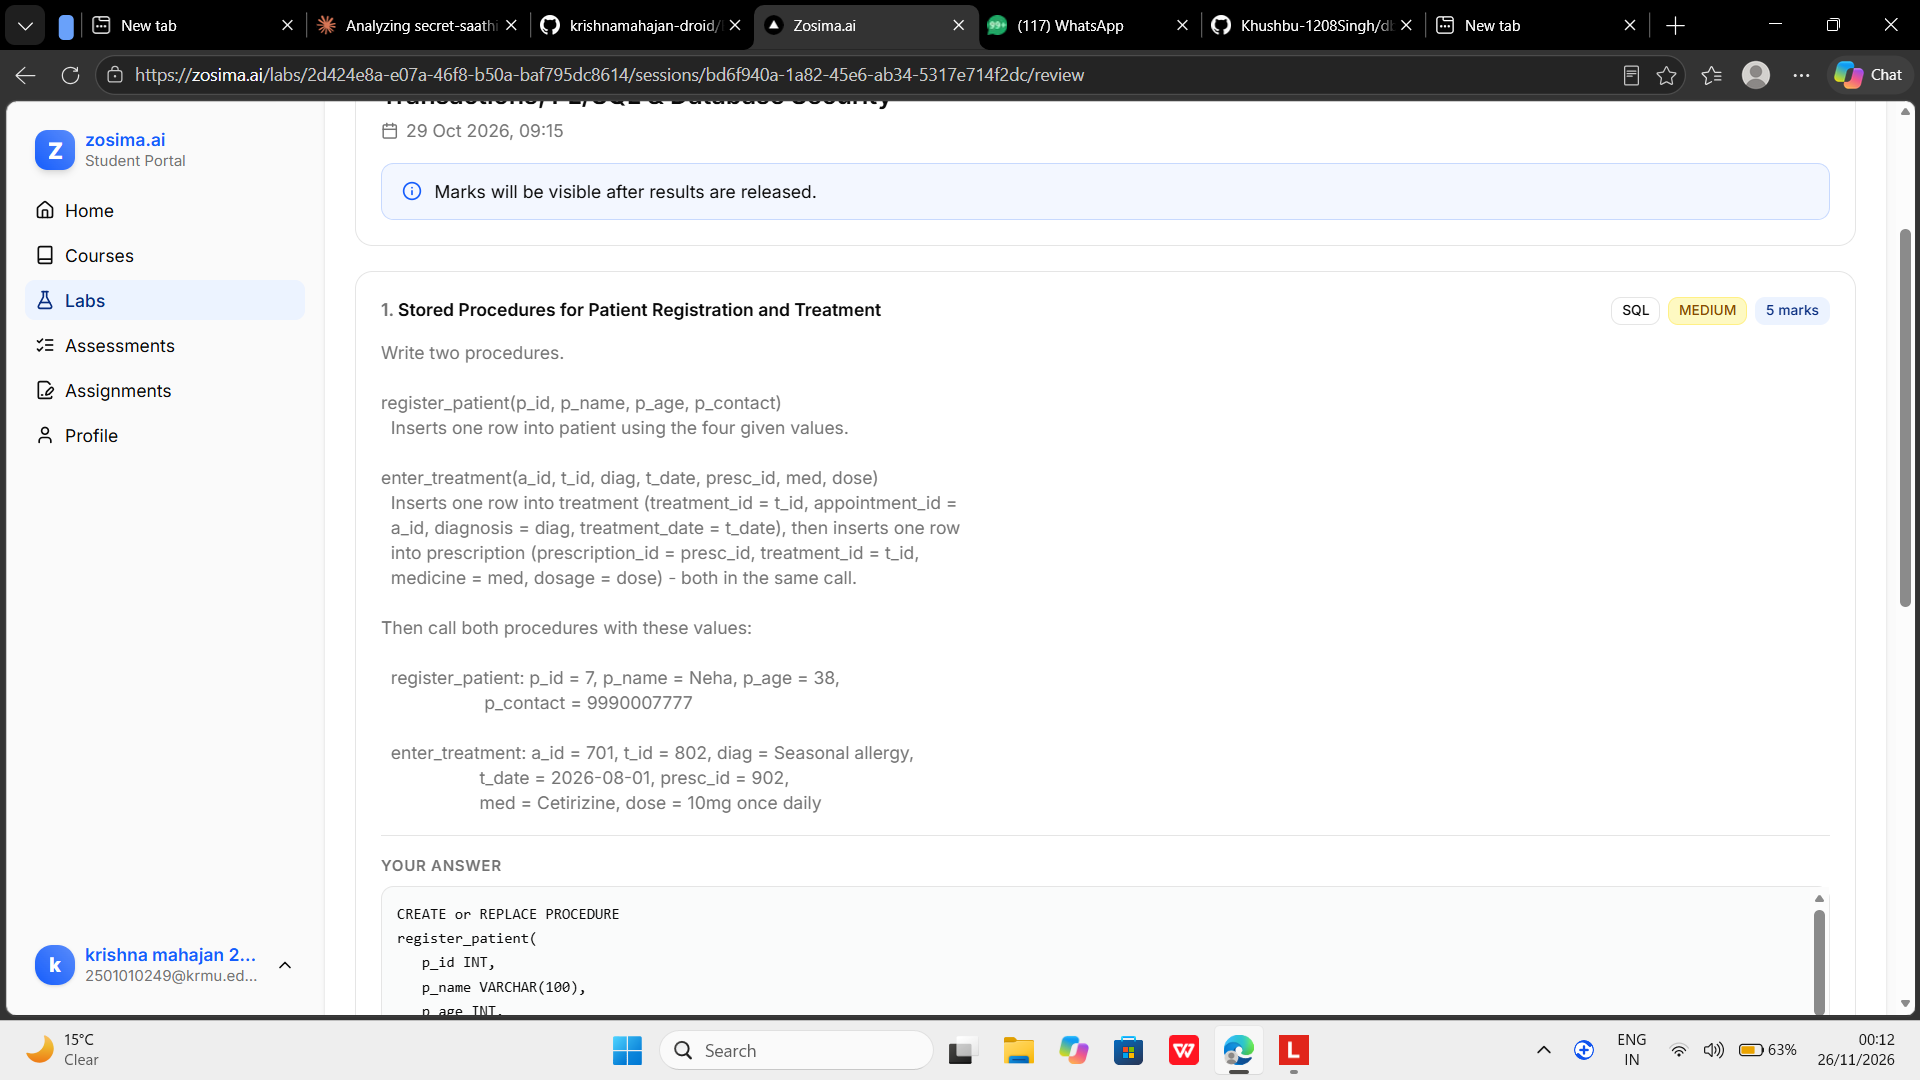 New tab
Analyzing secret-saathi
krishnamahajan-droid/
Zosima.ai
(117) WhatsApp
Khushbu-1208Singh/db
New tab
https://zosima.ai/labs/2d424e8a-e07a-46f8-b50a-baf795dc8614/sessions/bd6f940a-1a82-45e6-ab34-5317e714f2dc/review
Chat
Z
zosima.ai
Student Portal
Home
Courses
Labs
Assessments
Assignments
Profile
k
krishna mahajan 2...
2501010249@krmu.ed...
Transactions, PL/SQL & Database Security
29 Oct 2026, 09:15
Marks will be visible after results are released.
1. Stored Procedures for Patient Registration and Treatment
SQL
MEDIUM
5 marks
Write two procedures.
register_patient(p_id, p_name, p_age, p_contact)
Inserts one row into patient using the four given values.
enter_treatment(a_id, t_id, diag, t_date, presc_id, med, dose)
Inserts one row into treatment (treatment_id = t_id, appointment_id =
a_id, diagnosis = diag, treatment_date = t_date), then inserts one row
into prescription (prescription_id = presc_id, treatment_id = t_id,
medicine = med, dosage = dose) - both in the same call.
Then call both procedures with these values:
register_patient: p_id = 7, p_name = Neha, p_age = 38,
p_contact = 9990007777
enter_treatment: a_id = 701, t_id = 802, diag = Seasonal allergy,
t_date = 2026-08-01, presc_id = 902,
med = Cetirizine, dose = 10mg once daily
YOUR ANSWER
CREATE or REPLACE PROCEDURE
register_patient(
p_id INT,
p_name VARCHAR(100),
p_age INT,
15°C
Clear
Search
ENG
IN
63%
00:12
26/11/2026